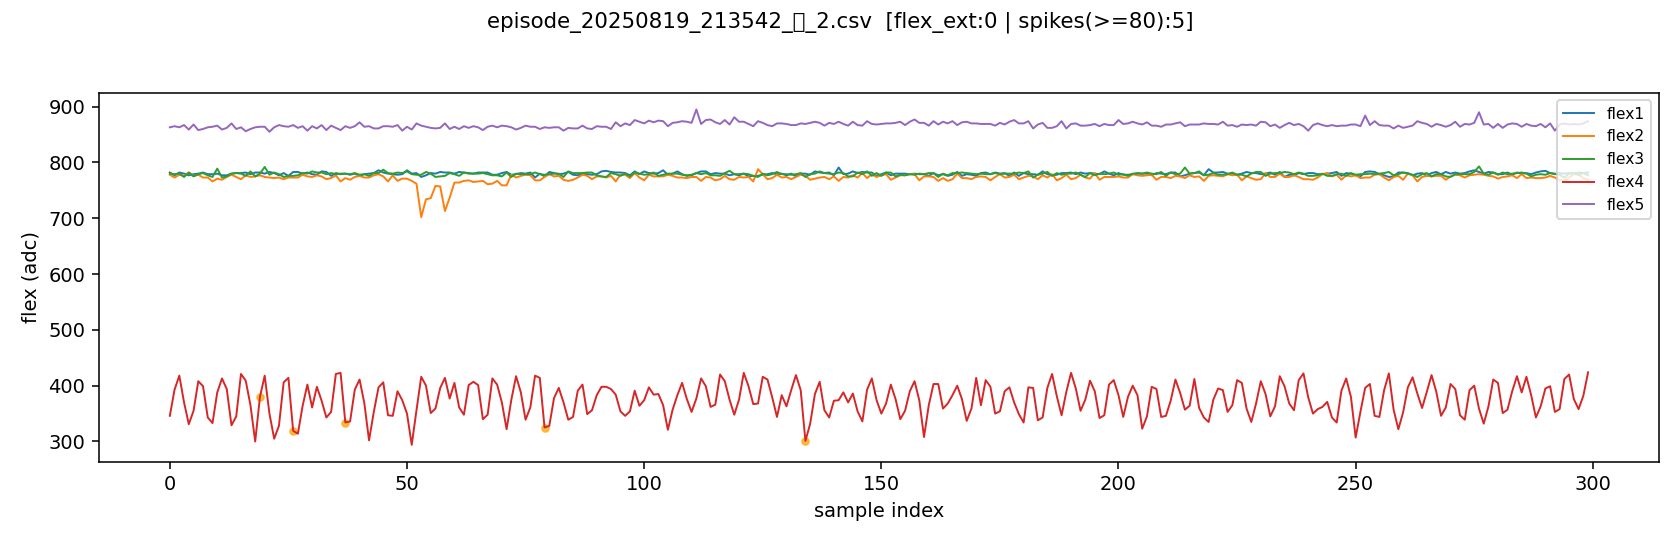 episode_20250819_213542_▯_2.csv [flex_ext:0 | spikes(>=80):5]
flex (adc)
900
800
700
600
500
400
300
flex1
flex2
flex3
flex4
flex5
0
50
100
150
200
250
300
sample index